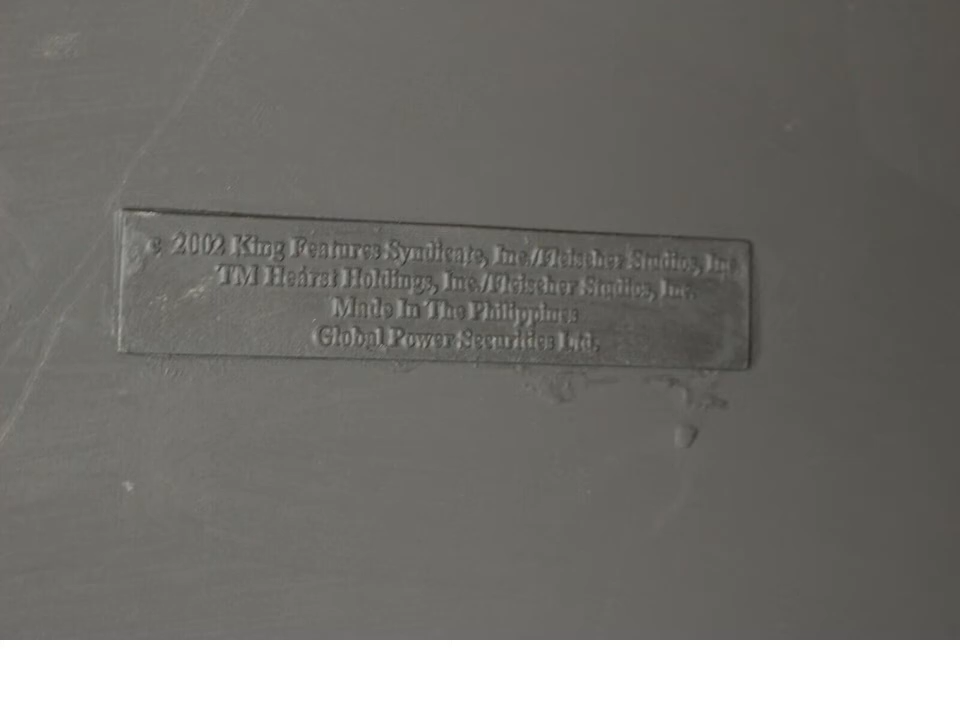 © 2002 King Features Syndicate, Inc./Fleischer Studios, Inc
TM Hearst Holdings, Inc./Fleischer Studios, Inc.
Made In The Philippines
Global Power Securities Ltd.